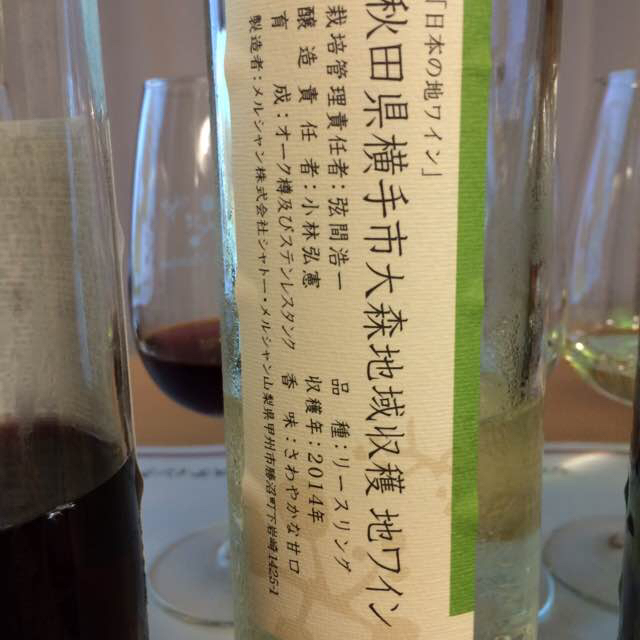 「日本の地ワイン」
秋田県横手市大森地域収穫 地ワイン
栽培管理責任者:弦間浩一 品種:リースリング
醸造責任者:小林弘憲 収穫年:2014年
育成:オーク樽及びステンレスタンク 香味:さわやかな甘口
製造者:メルシャン株式会社シャトー・メルシャン山梨県甲州市勝沼町下岩崎1425-1